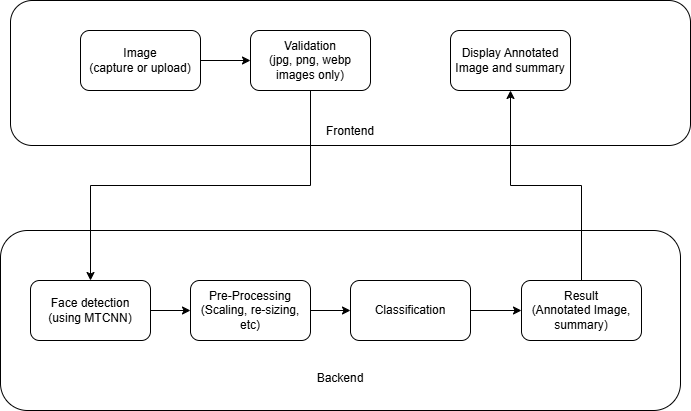 Image
(capture or upload)
Validation
(jpg, png, webp
images only)
Display Annotated
Image and summary
Frontend
Face detection
(using MTCNN)
Pre-Processing
(Scaling, re-sizing,
etc)
Classification
Result
(Annotated Image,
summary)
Backend